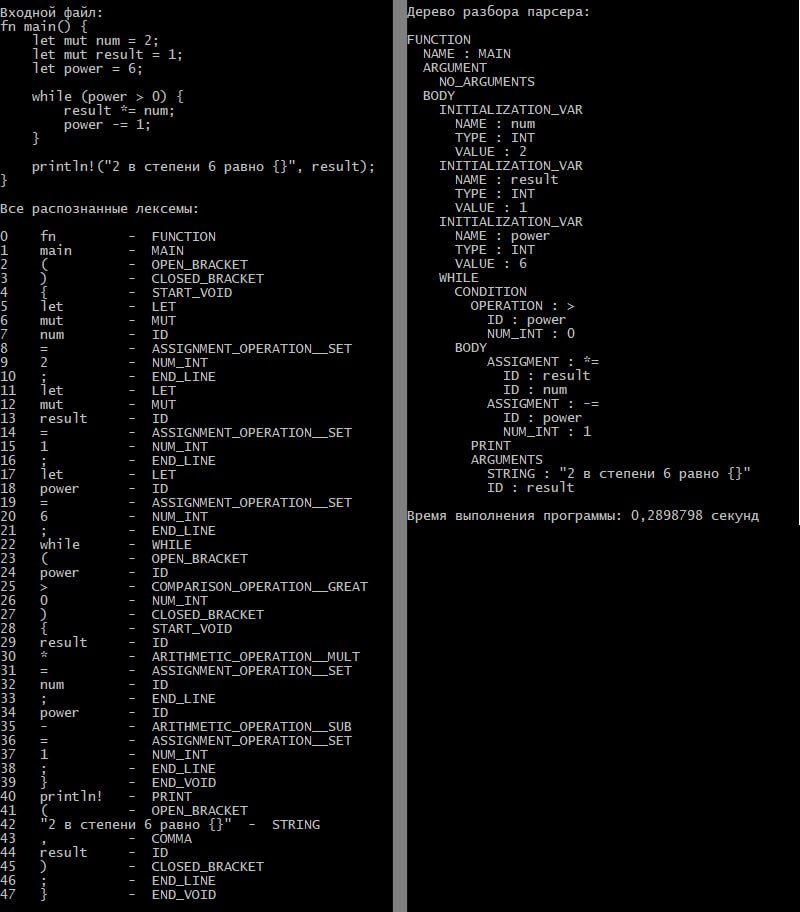 Входной файл:
fn main() {
    let mut num = 2;
    let mut result = 1;
    let power = 6;
    while (power > 0) {
        result *= num;
        power -= 1;
    }
    println!("2 в степени 6 равно {}", result);
}
Все распознанные лексемы:
0    fn         -  FUNCTION
1    main       -  MAIN
2    (          -  OPEN_BRACKET
3    )          -  CLOSED_BRACKET
4    {          -  START_VOID
5    let        -  LET
6    mut        -  MUT
7    num        -  ID
8    =          -  ASSIGNMENT_OPERATION__SET
9    2          -  NUM_INT
10   ;          -  END_LINE
11   let        -  LET
12   mut        -  MUT
13   result     -  ID
14   =          -  ASSIGNMENT_OPERATION__SET
15   1          -  NUM_INT
16   ;          -  END_LINE
17   let        -  LET
18   power      -  ID
19   =          -  ASSIGNMENT_OPERATION__SET
20   6          -  NUM_INT
21   ;          -  END_LINE
22   while      -  WHILE
23   (          -  OPEN_BRACKET
24   power      -  ID
25   >          -  COMPARISON_OPERATION__GREAT
26   0          -  NUM_INT
27   )          -  CLOSED_BRACKET
28   {          -  START_VOID
29   result     -  ID
30   *          -  ARITHMETIC_OPERATION__MULT
31   =          -  ASSIGNMENT_OPERATION__SET
32   num        -  ID
33   ;          -  END_LINE
34   power      -  ID
35   -          -  ARITHMETIC_OPERATION__SUB
36   =          -  ASSIGNMENT_OPERATION__SET
37   1          -  NUM_INT
38   ;          -  END_LINE
39   }          -  END_VOID
40   println!   -  PRINT
41   (          -  OPEN_BRACKET
42   "2 в степени 6 равно {}"  -  STRING
43   ,          -  COMMA
44   result     -  ID
45   )          -  CLOSED_BRACKET
46   ;          -  END_LINE
47   }          -  END_VOID
Дерево разбора парсера:
FUNCTION
  NAME : MAIN
  ARGUMENT
    NO_ARGUMENTS
  BODY
    INITIALIZATION_VAR
      NAME : num
      TYPE : INT
      VALUE : 2
    INITIALIZATION_VAR
      NAME : result
      TYPE : INT
      VALUE : 1
    INITIALIZATION_VAR
      NAME : power
      TYPE : INT
      VALUE : 6
    WHILE
      CONDITION
        OPERATION : >
          ID : power
          NUM_INT : 0
      BODY
          ASSIGMENT : *=
            ID : result
            ID : num
          ASSIGMENT : -=
            ID : power
            NUM_INT : 1
        PRINT
        ARGUMENTS
          STRING : "2 в степени 6 равно {}"
          ID : result
Время выполнения программы: 0,2898798 секунд